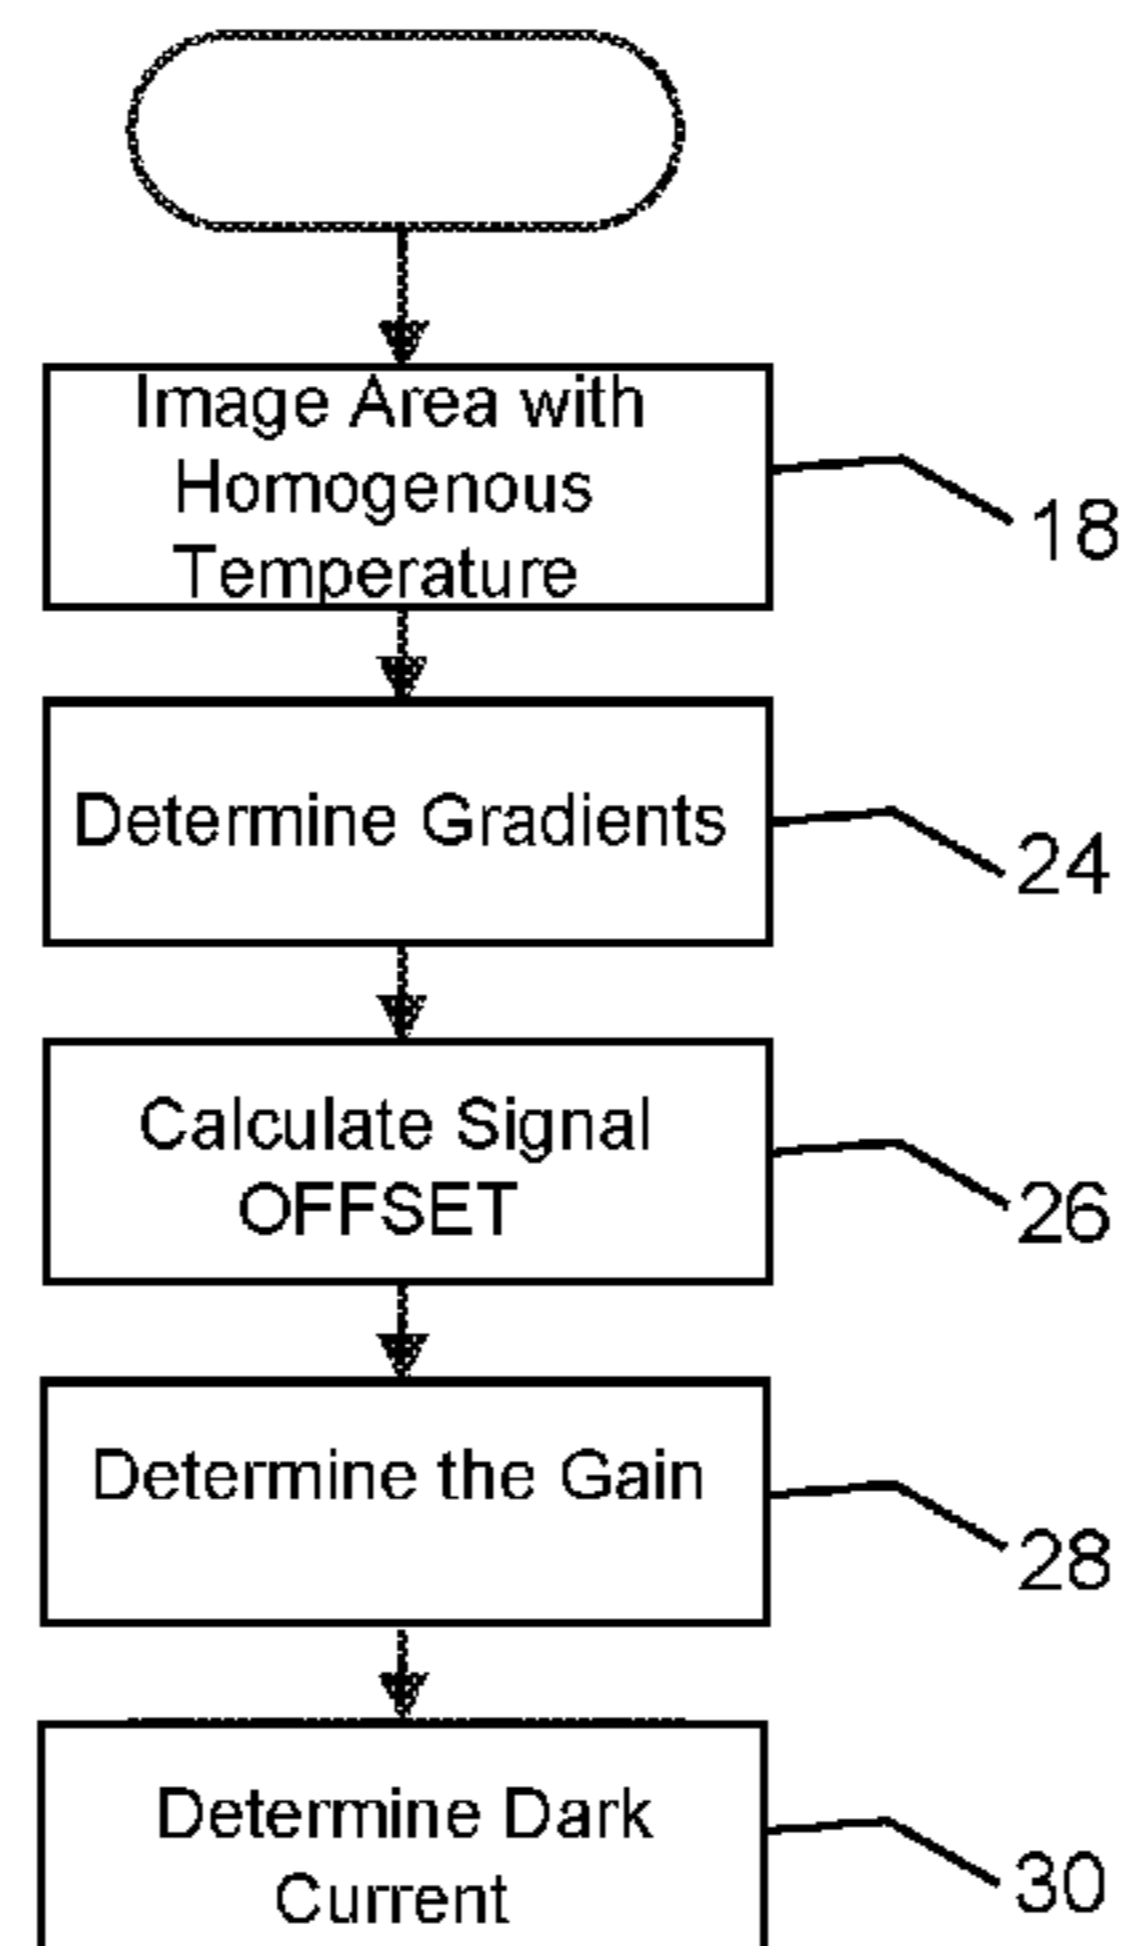 Image Area with
Homogenous
Temperature
18
Determine Gradients
24
Calculate Signal
OFFSET
26
Determine the Gain
28
Determine Dark
Current
30